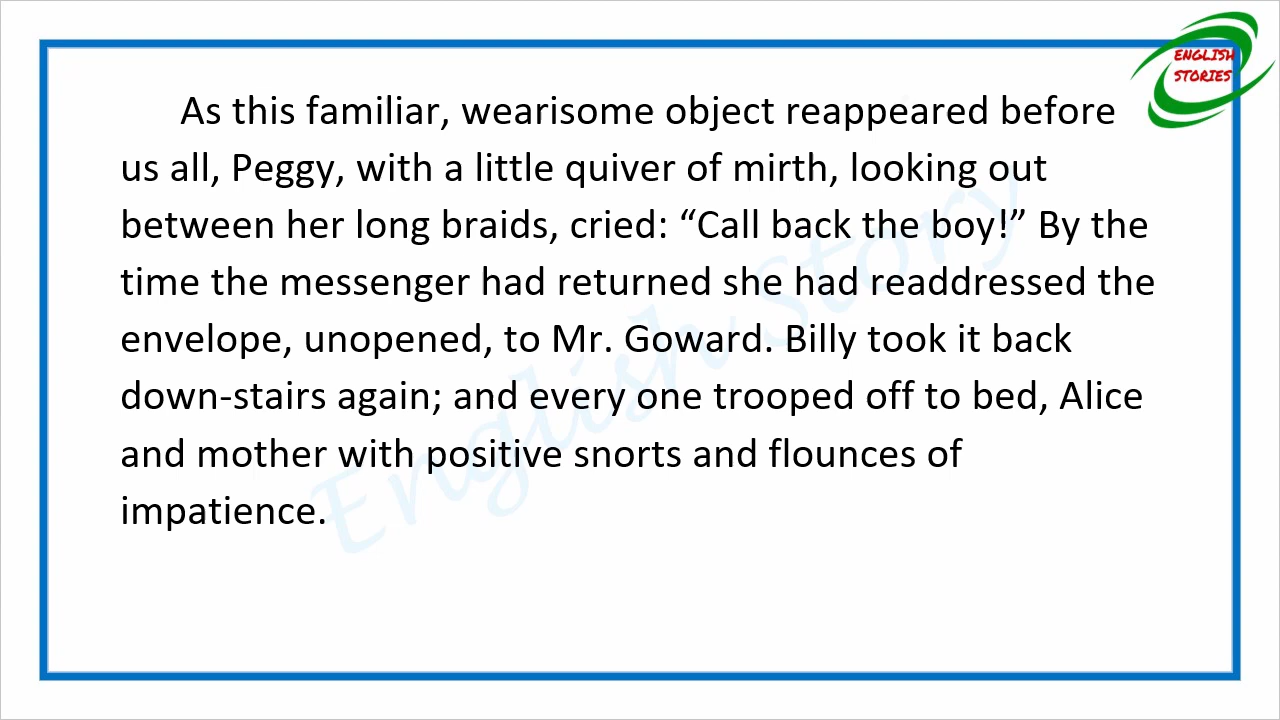 ENGLISH
STORIES
As this familiar, wearisome object reappeared before
us all, Peggy, with a little quiver of mirth, looking out
between her long braids, cried: “Call back the boy!” By the
time the messenger had returned she had readdressed the
envelope, unopened, to Mr. Goward. Billy took it back
down-stairs again; and every one trooped off to bed, Alice
and mother with positive snorts and flounces of
impatience.
English Story